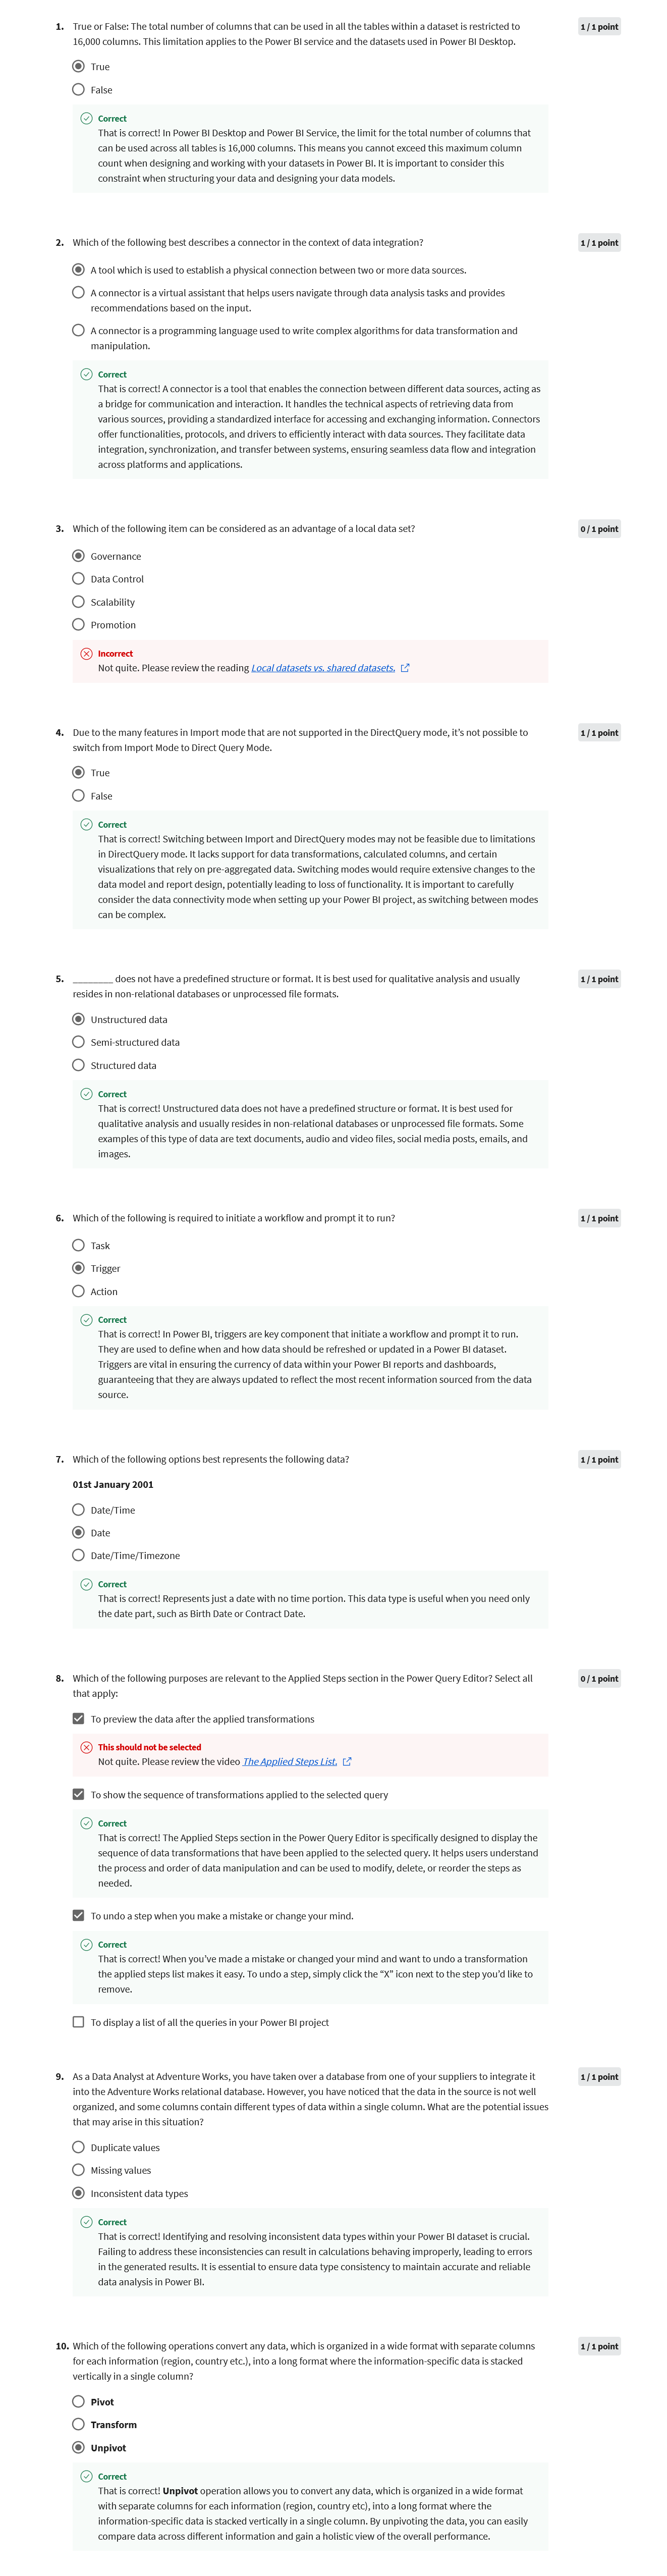 1. True or False: The total number of columns that can be used in all the tables within a dataset is restricted to
1 / 1 point
16,000 columns. This limitation applies to the Power BI service and the datasets used in Power BI Desktop.
True
False
Correct
That is correct! In Power BI Desktop and Power BI Service, the limit for the total number of columns that
can be used across all tables is 16,000 columns. This means you cannot exceed this maximum column
count when designing and working with your datasets in Power BI. It is important to consider this
constraint when structuring your data and designing your data models.
2. Which of the following best describes a connector in the context of data integration?
1 / 1 point
A tool which is used to establish a physical connection between two or more data sources.
A connector is a virtual assistant that helps users navigate through data analysis tasks and provides
recommendations based on the input.
A connector is a programming language used to write complex algorithms for data transformation and
manipulation.
Correct
That is correct! A connector is a tool that enables the connection between different data sources, acting as
a bridge for communication and interaction. It handles the technical aspects of retrieving data from
various sources, providing a standardized interface for accessing and exchanging information. Connectors
offer functionalities, protocols, and drivers to efficiently interact with data sources. They facilitate data
integration, synchronization, and transfer between systems, ensuring seamless data flow and integration
across platforms and applications.
3. Which of the following item can be considered as an advantage of a local data set?
0 / 1 point
Governance
Data Control
Scalability
Promotion
Incorrect
Not quite. Please review the reading Local datasets vs. shared datasets.
4. Due to the many features in Import mode that are not supported in the DirectQuery mode, it's not possible to
1 / 1 point
switch from Import Mode to Direct Query Mode.
True
False
Correct
That is correct! Switching between Import and DirectQuery modes may not be feasible due to limitations
in DirectQuery mode. It lacks support for data transformations, calculated columns, and certain
visualizations that rely on pre-aggregated data. Switching modes would require extensive changes to the
data model and report design, potentially leading to loss of functionality. It is important to carefully
consider the data connectivity mode when setting up your Power BI project, as switching between modes
can be complex.
5. ________ does not have a predefined structure or format. It is best used for qualitative analysis and usually
1 / 1 point
resides in non-relational databases or unprocessed file formats.
Unstructured data
Semi-structured data
Structured data
Correct
That is correct! Unstructured data does not have a predefined structure or format. It is best used for
qualitative analysis and usually resides in non-relational databases or unprocessed file formats. Some
examples of this type of data are text documents, audio and video files, social media posts, emails, and
images.
6. Which of the following is required to initiate a workflow and prompt it to run?
1 / 1 point
Task
Trigger
Action
Correct
That is correct! In Power BI, triggers are key component that initiate a workflow and prompt it to run.
They are used to define when and how data should be refreshed or updated in a Power BI dataset.
Triggers are vital in ensuring the currency of data within your Power BI reports and dashboards,
guaranteeing that they are always updated to reflect the most recent information sourced from the data
source.
7. Which of the following options best represents the following data?
1 / 1 point
01st January 2001
Date/Time
Date
Date/Time/Timezone
Correct
That is correct! Represents just a date with no time portion. This data type is useful when you need only
the date part, such as Birth Date or Contract Date.
8. Which of the following purposes are relevant to the Applied Steps section in the Power Query Editor? Select all
0 / 1 point
that apply:
To preview the data after the applied transformations
This should not be selected
Not quite. Please review the video The Applied Steps List.
To show the sequence of transformations applied to the selected query
Correct
That is correct! The Applied Steps section in the Power Query Editor is specifically designed to display the
sequence of data transformations that have been applied to the selected query. It helps users understand
the process and order of data manipulation and can be used to modify, delete, or reorder the steps as
needed.
To undo a step when you make a mistake or change your mind.
Correct
That is correct! When you've made a mistake or changed your mind and want to undo a transformation
the applied steps list makes it easy. To undo a step, simply click the "X" icon next to the step you'd like to
remove.
To display a list of all the queries in your Power BI project
9. As a Data Analyst at Adventure Works, you have taken over a database from one of your suppliers to integrate it
1 / 1 point
into the Adventure Works relational database. However, you have noticed that the data in the source is not well
organized, and some columns contain different types of data within a single column. What are the potential issues
that may arise in this situation?
Duplicate values
Missing values
Inconsistent data types
Correct
That is correct! Identifying and resolving inconsistent data types within your Power BI dataset is crucial.
Failing to address these inconsistencies can result in calculations behaving improperly, leading to errors
in the generated results. It is essential to ensure data type consistency to maintain accurate and reliable
data analysis in Power BI.
10. Which of the following operations convert any data, which is organized in a wide format with separate columns
1 / 1 point
for each information (region, country etc.), into a long format where the information-specific data is stacked
vertically in a single column?
Pivot
Transform
Unpivot
Correct
That is correct! Unpivot operation allows you to convert any data, which is organized in a wide format
with separate columns for each information (region, country etc), into a long format where the
information-specific data is stacked vertically in a single column. By unpivoting the data, you can easily
compare data across different information and gain a holistic view of the overall performance.